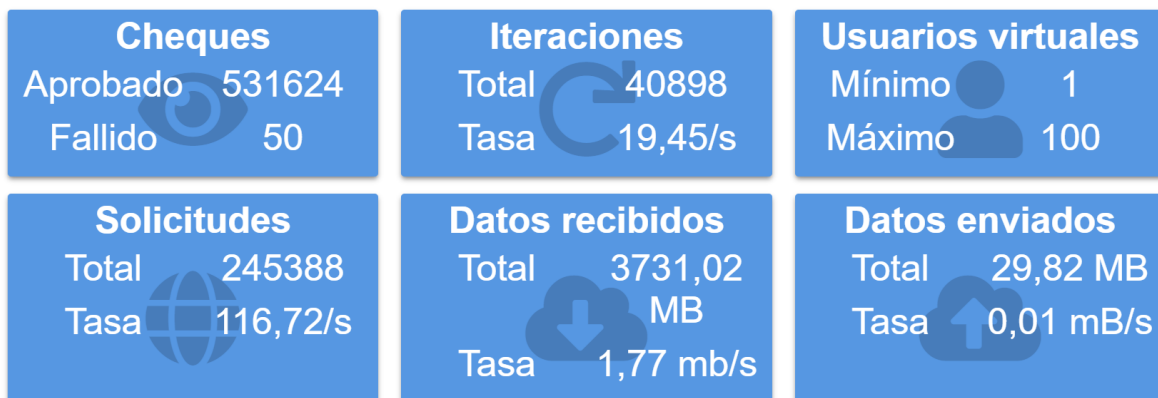 Cheques
Aprobado 531624
Fallido 50
Iteraciones
Total 40898
Tasa 19,45/s
Usuarios virtuales
Mínimo 1
Máximo 100
Solicitudes
Total 245388
Tasa 116,72/s
Datos recibidos
Total 3731,02
MB
Tasa 1,77 mb/s
Datos enviados
Total 29,82 MB
Tasa 0,01 mB/s